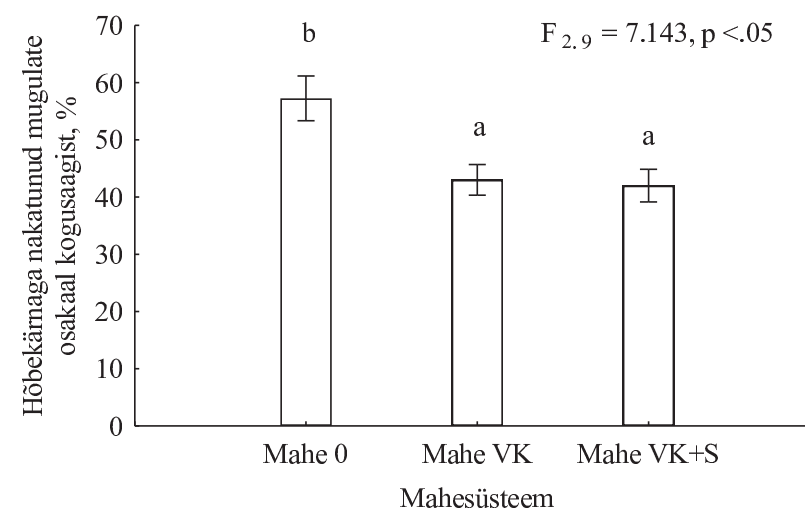 Hõbekärnaga nakatunud mugulate
osakaal kogusaagist, %
70
60
50
40
30
20
10
0
F 2, 9 = 7.143, p <.05
b
a
a
Mahe 0
Mahe VK
Mahe VK+S
Mahesüsteem